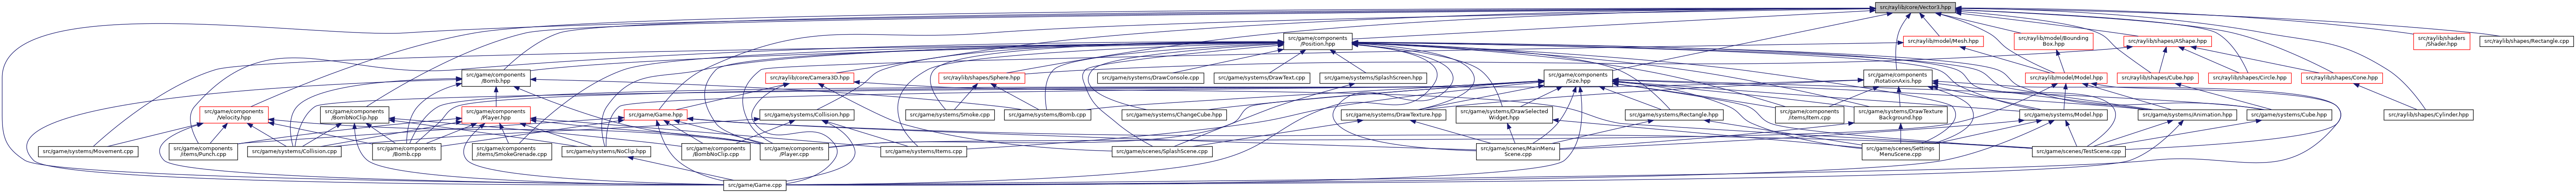 src/raylib/core/Vector3.hpp
src/game/components
/Position.hpp
src/raylib/model/Mesh.hpp
src/raylib/model/Bounding
Box.hpp
src/raylib/shapes/AShape.hpp
src/raylib/shaders
/Shader.hpp
src/raylib/shapes/Rectangle.cpp
src/game/components
/Bomb.hpp
src/raylib/core/Camera3D.hpp
src/raylib/shapes/Sphere.hpp
src/game/systems/DrawConsole.cpp
src/game/systems/DrawText.cpp
src/game/systems/SplashScreen.hpp
src/game/components
/Size.hpp
src/game/components
/RotationAxis.hpp
src/raylib/model/Model.hpp
src/raylib/shapes/Cube.hpp
src/raylib/shapes/Circle.hpp
src/raylib/shapes/Cone.hpp
src/game/components
/Velocity.hpp
src/game/components
/BombNoClip.hpp
src/game/components
/Player.hpp
src/game/Game.hpp
src/game/systems/Collision.hpp
src/game/systems/Smoke.cpp
src/game/systems/Bomb.cpp
src/game/systems/ChangeCube.hpp
src/game/systems/DrawTexture.hpp
src/game/systems/DrawSelected
Widget.hpp
src/game/systems/Rectangle.hpp
src/game/components
/items/Item.cpp
src/game/systems/DrawTexture
Background.hpp
src/game/systems/Model.hpp
src/game/systems/Animation.hpp
src/game/systems/Cube.hpp
src/raylib/shapes/Cylinder.hpp
src/game/systems/Movement.cpp
src/game/components
/items/Punch.cpp
src/game/systems/Collision.cpp
src/game/components
/Bomb.cpp
src/game/components
/items/SmokeGrenade.cpp
src/game/systems/NoClip.hpp
src/game/components
/BombNoClip.cpp
src/game/components
/Player.cpp
src/game/systems/Items.cpp
src/game/scenes/SplashScene.cpp
src/game/scenes/MainMenu
Scene.cpp
src/game/scenes/Settings
MenuScene.cpp
src/game/scenes/TestScene.cpp
src/game/Game.cpp